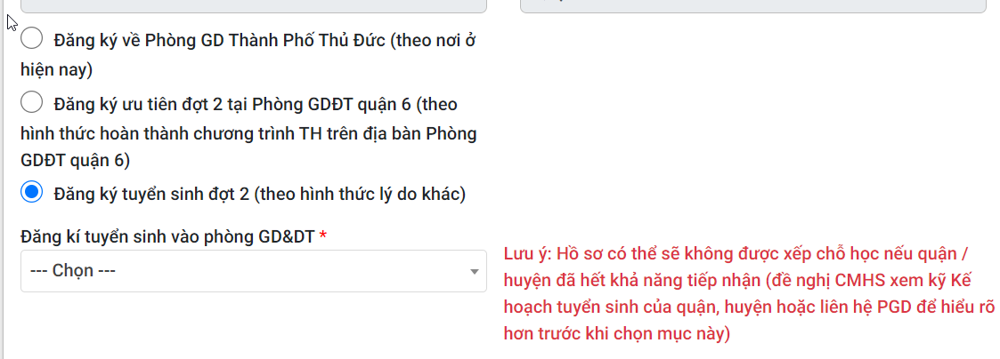 Đăng ký về Phòng GD Thành Phố Thủ Đức (theo nơi ở
hiện nay)
Đăng ký ưu tiên đợt 2 tại Phòng GDĐT quận 6 (theo
hình thức hoàn thành chương trình TH trên địa bàn Phòng
GDĐT quận 6)
Đăng ký tuyển sinh đợt 2 (theo hình thức lý do khác)
Đăng kí tuyển sinh vào phòng GD&DT *
--- Chọn ---
Lưu ý: Hồ sơ có thể sẽ không được xếp chỗ học nếu quận /
huyện đã hết khả năng tiếp nhận (đề nghị CMHS xem kỹ Kế
hoạch tuyển sinh của quận, huyện hoặc liên hệ PGD để hiểu rõ
hơn trước khi chọn mục này)